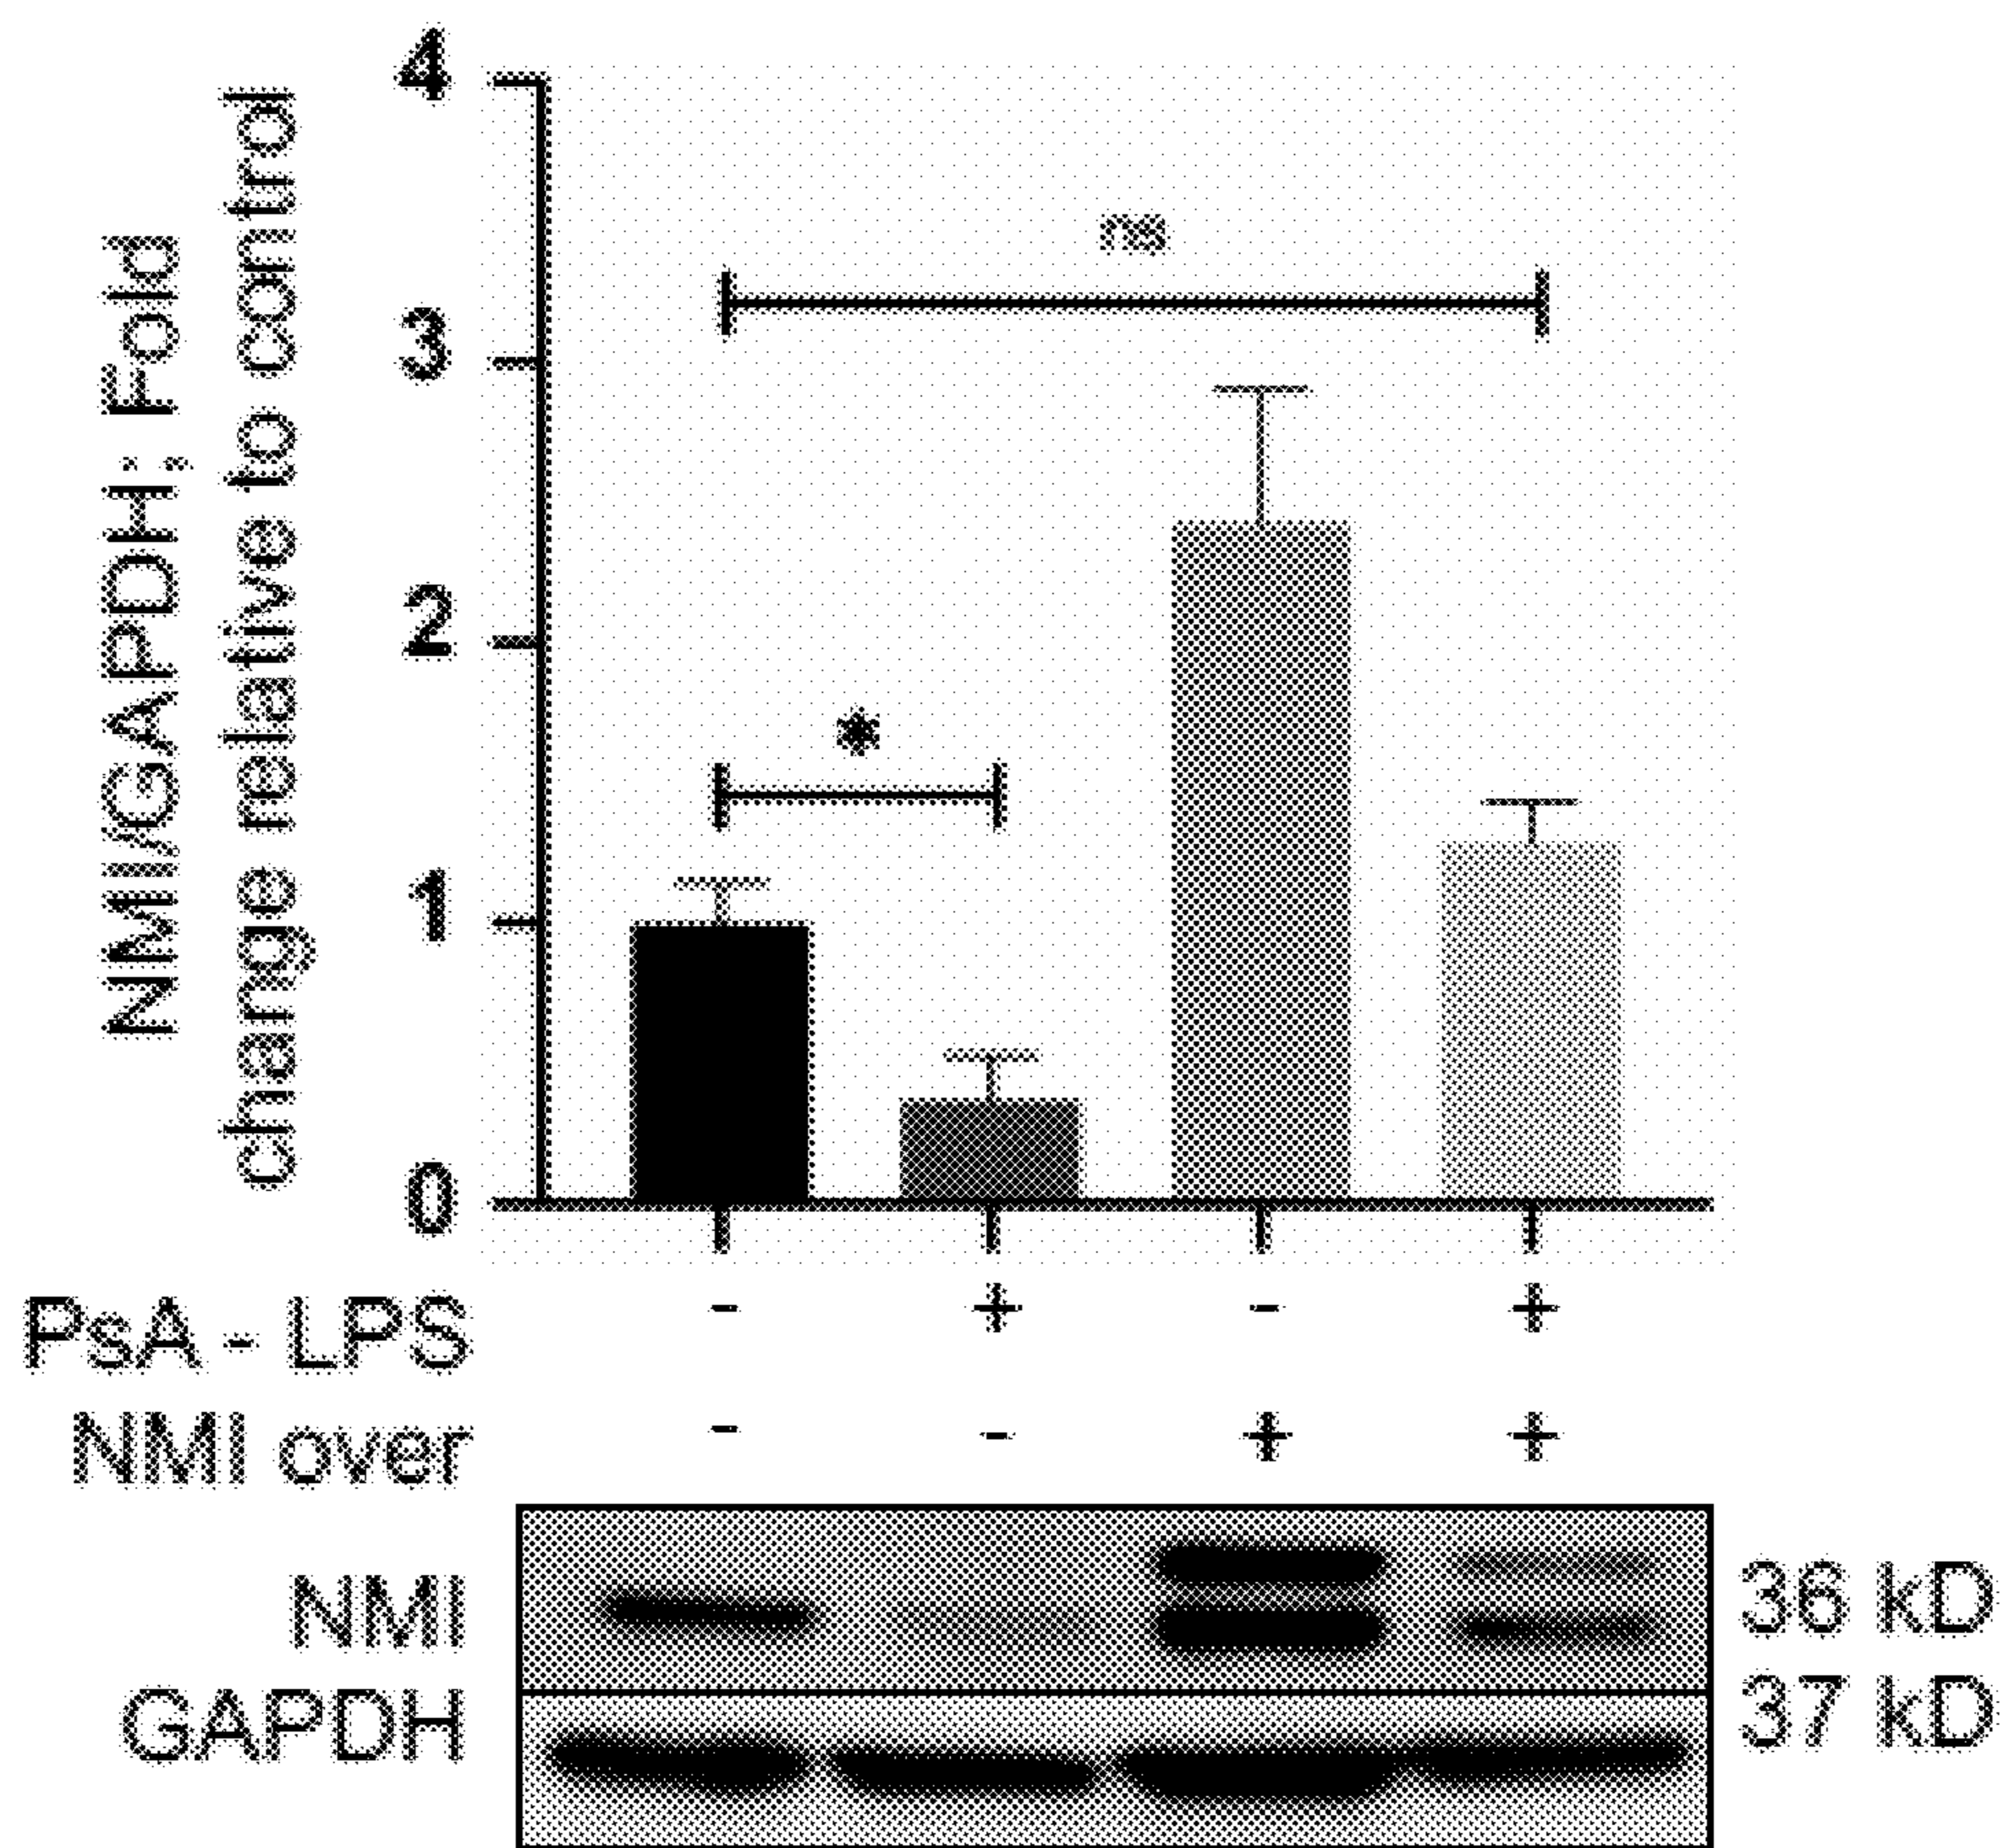 NMI/GAPDH; Fold
change relative to control
4
3
2
1
0
ns
*
PsA - LPS - + - +
NMI over - - + +
NMI 36 kD
GAPDH 37 kD